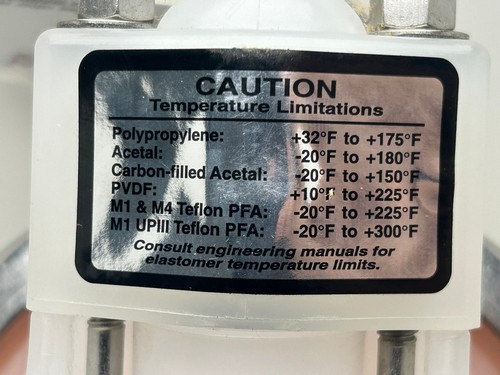 CAUTION
Temperature Limitations
Polypropylene: +32°F to +175°F
Acetal: -20°F to +180°F
Carbon-filled Acetal: -20°F to +150°F
PVDF: +10°F to +225°F
M1 & M4 Teflon PFA: -20°F to +225°F
M1 UPIII Teflon PFA: -20°F to +300°F
Consult engineering manuals for
elastomer temperature limits.